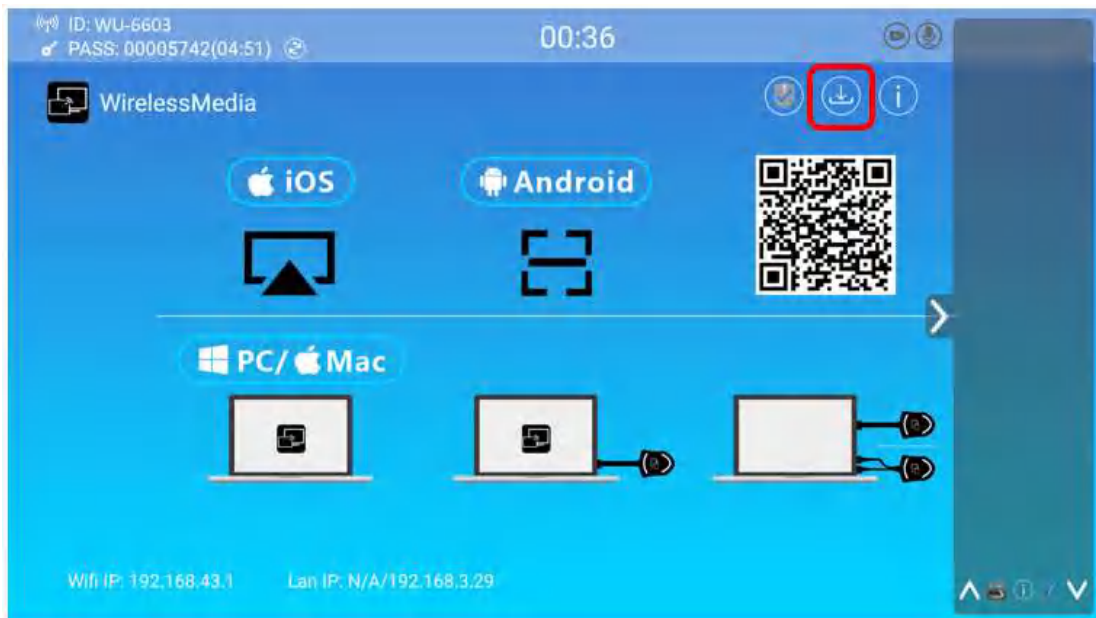 ID: WU-6603
PASS: 00005742(04:51)
00:36
WirelessMedia
iOS
Android
PC/ Mac
Wifi IP: 192.168.43.1
Lan IP: N/A/192.168.3.29